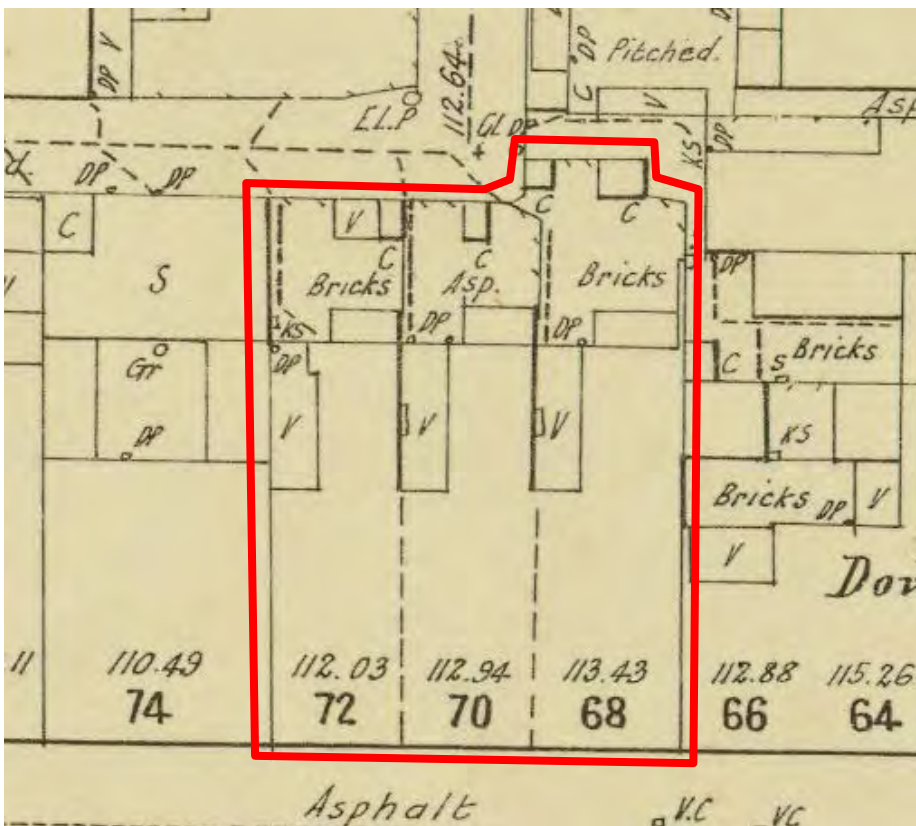 DP V
DP
Pitched.
DP
C
V
EL.P
112.64
GL DP
Asp
KS
DP
d.
DP
DP
C
V
C
C
C
C
C
S
Bricks
Asp.
Bricks
DP
KS
DP
DP
DP
Gr
DP
V
V
V
C
S
Bricks
KS
Bricks
DP
V
V
Dov
11
110.49
112.03
112.94
113.43
112.88
115.26
74
72
70
68
66
64
Asphalt
V.C
VC